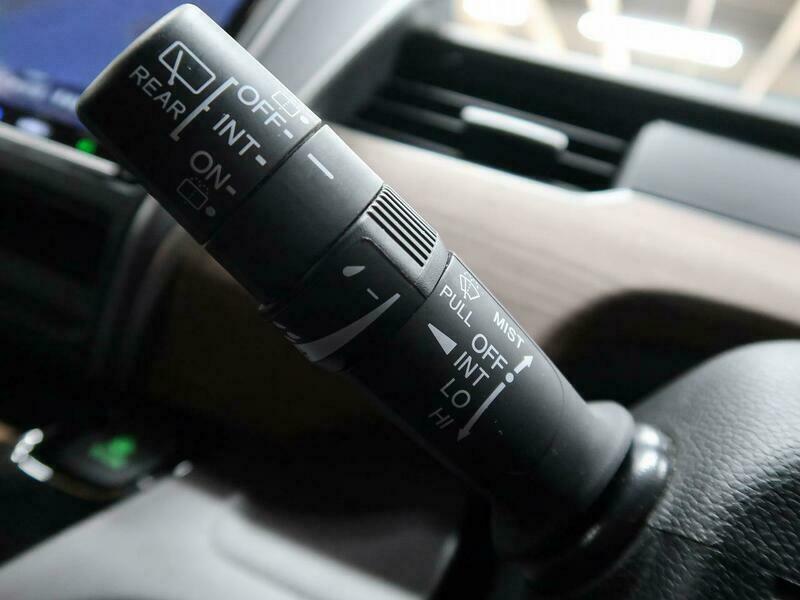 REAR
OFF
INT
ON
PULL
MIST
OFF
INT
LO
HI